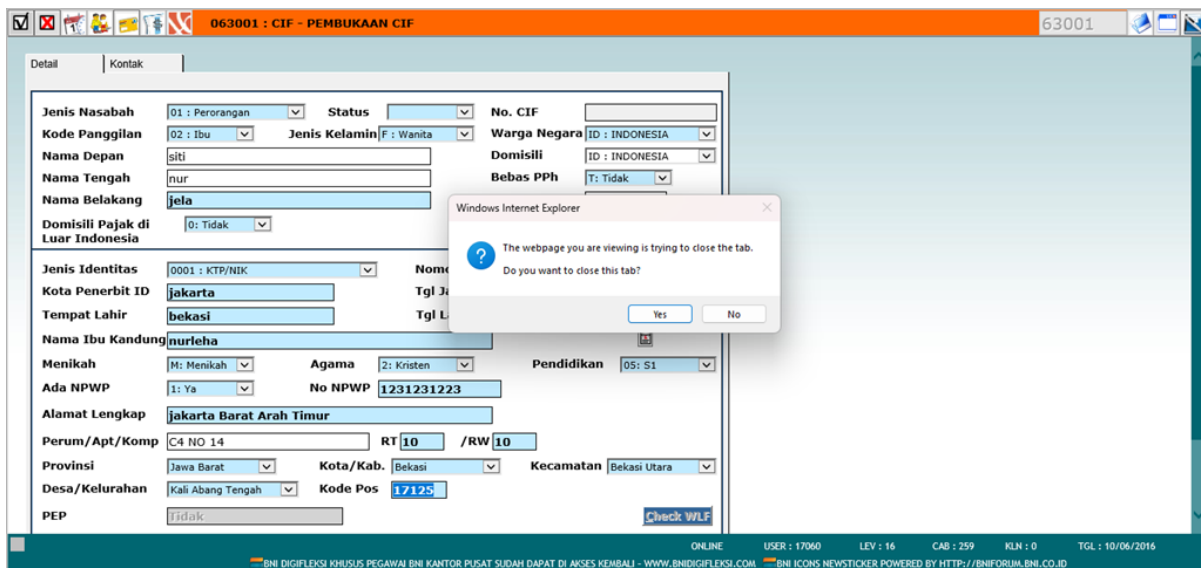 063001 : CIF - PEMBUKAAN CIF 63001
Detail Kontak
Jenis Nasabah 01 : Perorangan Status No. CIF
Kode Panggilan 02 : Ibu Jenis Kelamin F : Wanita Warga Negara ID : INDONESIA
Nama Depan siti Domisili ID : INDONESIA
Nama Tengah nur Bebas PPh T: Tidak
Nama Belakang jela
Windows Internet Explorer
Domisili Pajak di
Luar Indonesia 0: Tidak
The webpage you are viewing is trying to close the tab.
Do you want to close this tab?
Yes No
Jenis Identitas 0001 : KTP/NIK
Kota Penerbit ID jakarta
Tempat Lahir bekasi
Nama Ibu Kandung nurleha
Menikah M: Menikah Agama 2: Kristen Pendidikan 05: S1
Ada NPWP 1: Ya No NPWP 1231231223
Alamat Lengkap jakarta Barat Arah Timur
Perum/Apt/Komp C4 NO 14 RT 10 /RW 10
Provinsi Jawa Barat Kota/Kab. Bekasi Kecamatan Bekasi Utara
Desa/Kelurahan Kali Abang Tengah Kode Pos 17125
PEP Tidak Check WLF
ONLINE USER : 17060 LEV : 16 CAB : 259 KLN : 0 TGL : 10/06/2016
BNI DIGIFLEKSI KHUSUS PEGAWAI BNI KANTOR PUSAT SUDAH DAPAT DI AKSES KEMBALI - WWW.BNIDIGIFLEKSI.COM BNI ICONS NEWSTICKER POWERED BY HTTP://BNIFORUM.BNI.CO.ID